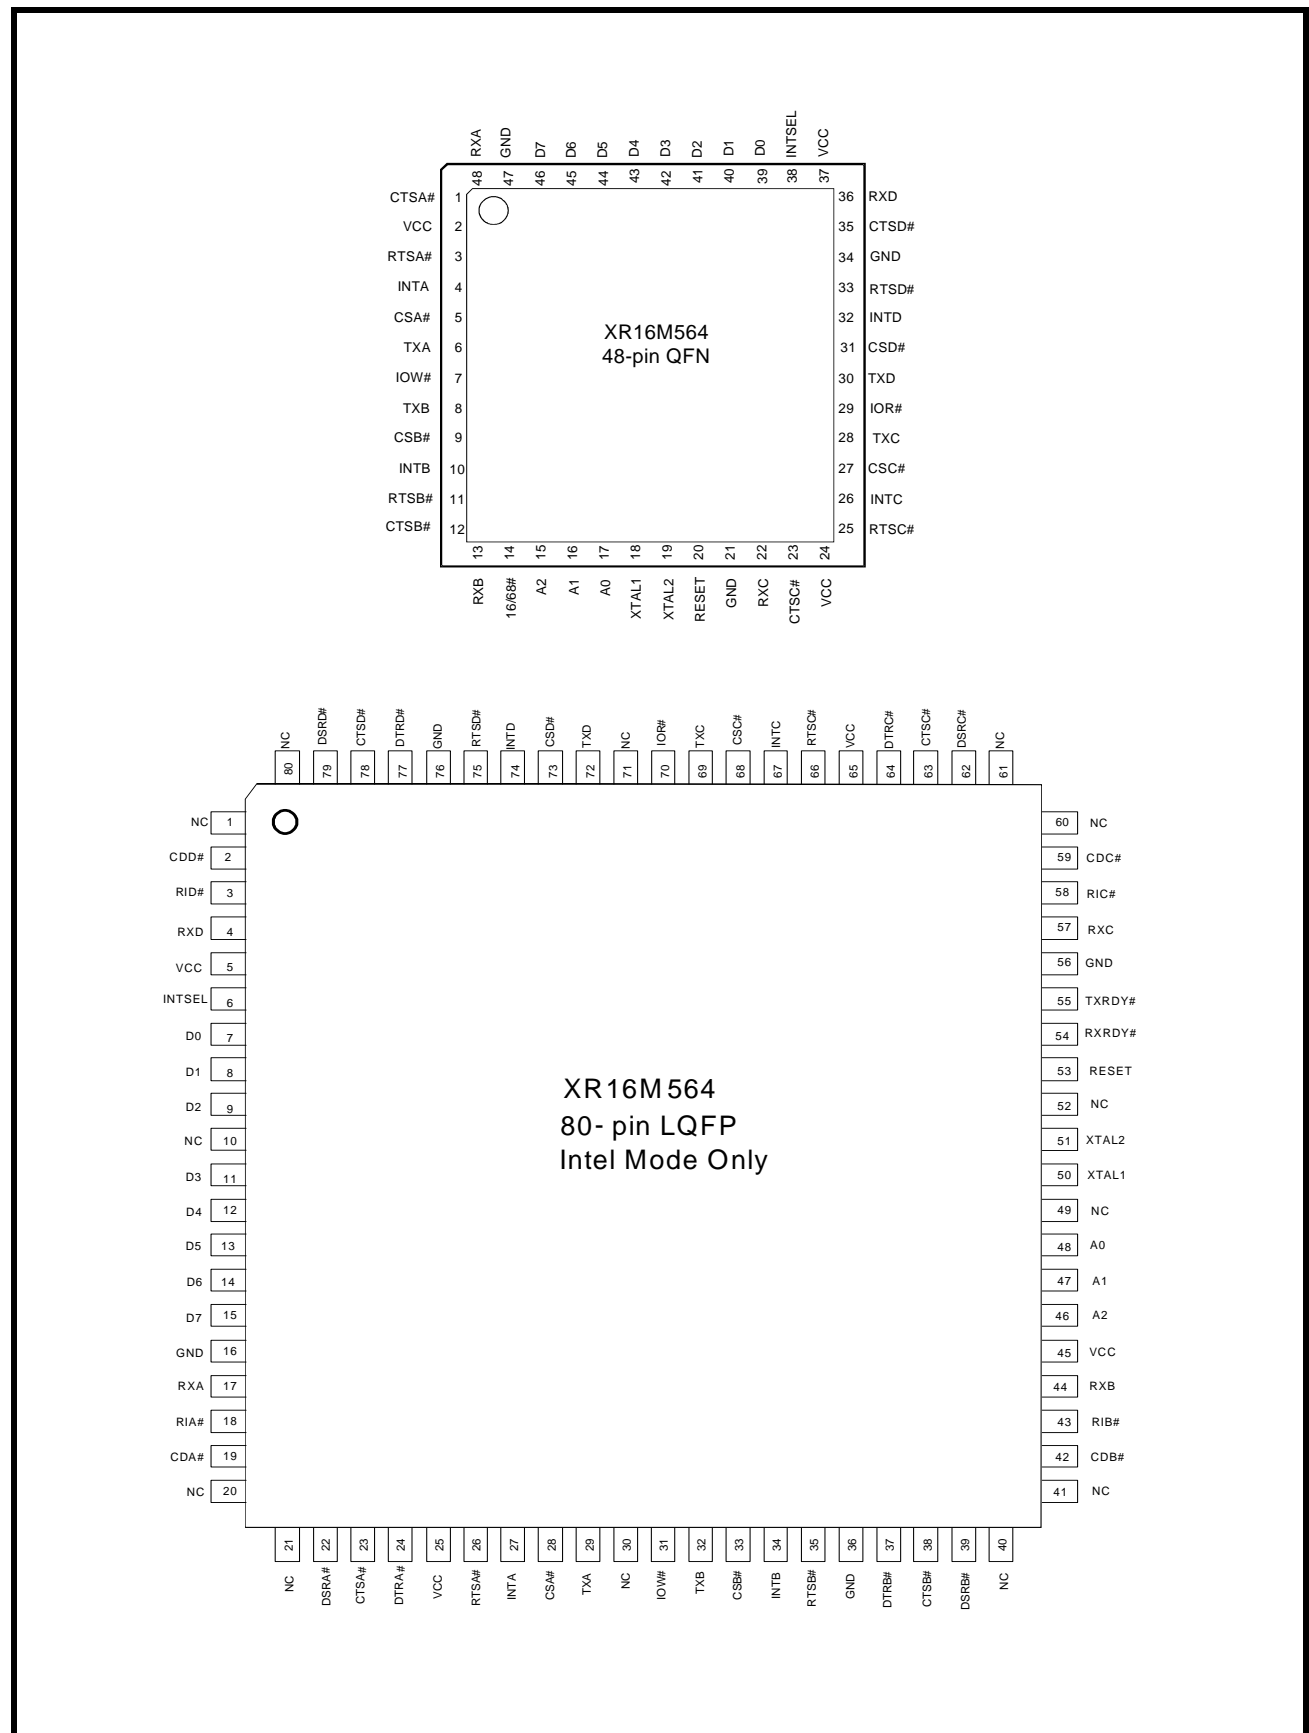 RXA GND D7 D6 D5 D4 D3 D2 D1 D0 INTSEL VCC
48 47 46 45 44 43 42 41 40 39 38 37
CTSA# 1 36 RXD
VCC 2 35 CTSD#
RTSA# 3 34 GND
INTA 4 33 RTSD#
CSA# 5 32 INTD
XR16M564
TXA 6 31 CSD#
48-pin QFN
IOW# 7 30 TXD
TXB 8 29 IOR#
CSB# 9 28 TXC
INTB 10 27 CSC#
RTSB# 11 26 INTC
CTSB# 12 25 RTSC#
13 14 15 16 17 18 19 20 21 22 23 24
RXB 16/68# A2 A1 A0 XTAL1 XTAL2 RESET GND RXC CTSC# VCC
NC DSRD# CTSD# DTRD# GND RTSD# INTD CSD# TXD NC IOR# TXC CSC# INTC RTSC# VCC DTRC# CTSC# DSRC# NC
80 79 78 77 76 75 74 73 72 71 70 69 68 67 66 65 64 63 62 61
NC 1 60 NC
CDD# 2 59 CDC#
RID# 3 58 RIC#
RXD 4 57 RXC
VCC 5 56 GND
INTSEL 6 55 TXRDY#
D0 7 54 RXRDY#
D1 8 53 RESET
XR16M564
D2 9 52 NC
80- pin LQFP
NC 10 51 XTAL2
Intel Mode Only
D3 11 50 XTAL1
D4 12 49 NC
D5 13 48 A0
D6 14 47 A1
D7 15 46 A2
GND 16 45 VCC
RXA 17 44 RXB
RIA# 18 43 RIB#
CDA# 19 42 CDB#
NC 20 41 NC
21 22 23 24 25 26 27 28 29 30 31 32 33 34 35 36 37 38 39 40
NC DSRA# CTSA# DTRA# VCC RTSA# INTA CSA# TXA NC IOW# TXB CSB# INTB RTSB# GND DTRB# CTSB# DSRB# NC